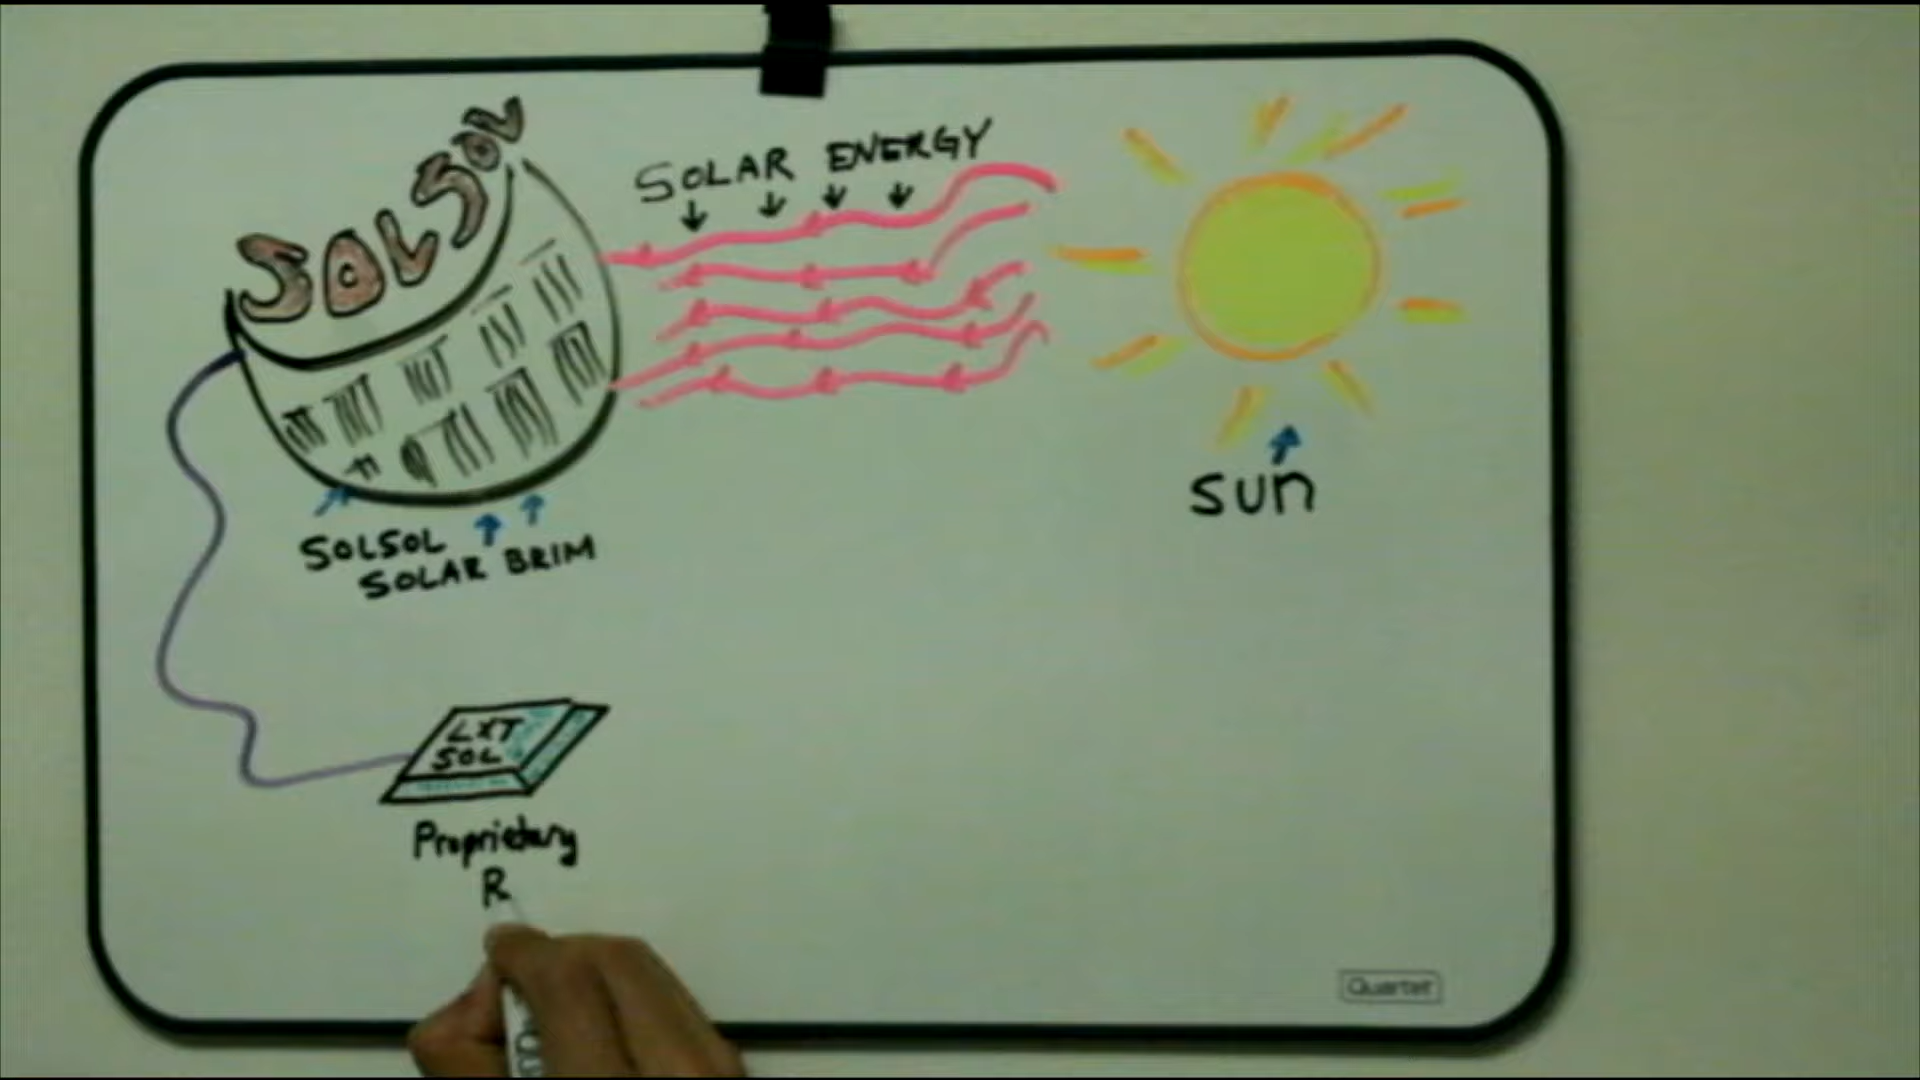 SOLSOL
SOLAR ENERGY
SUN
SOLSOL
SOLAR BRIM
LXT
SOL
Proprietary
R
Quartet